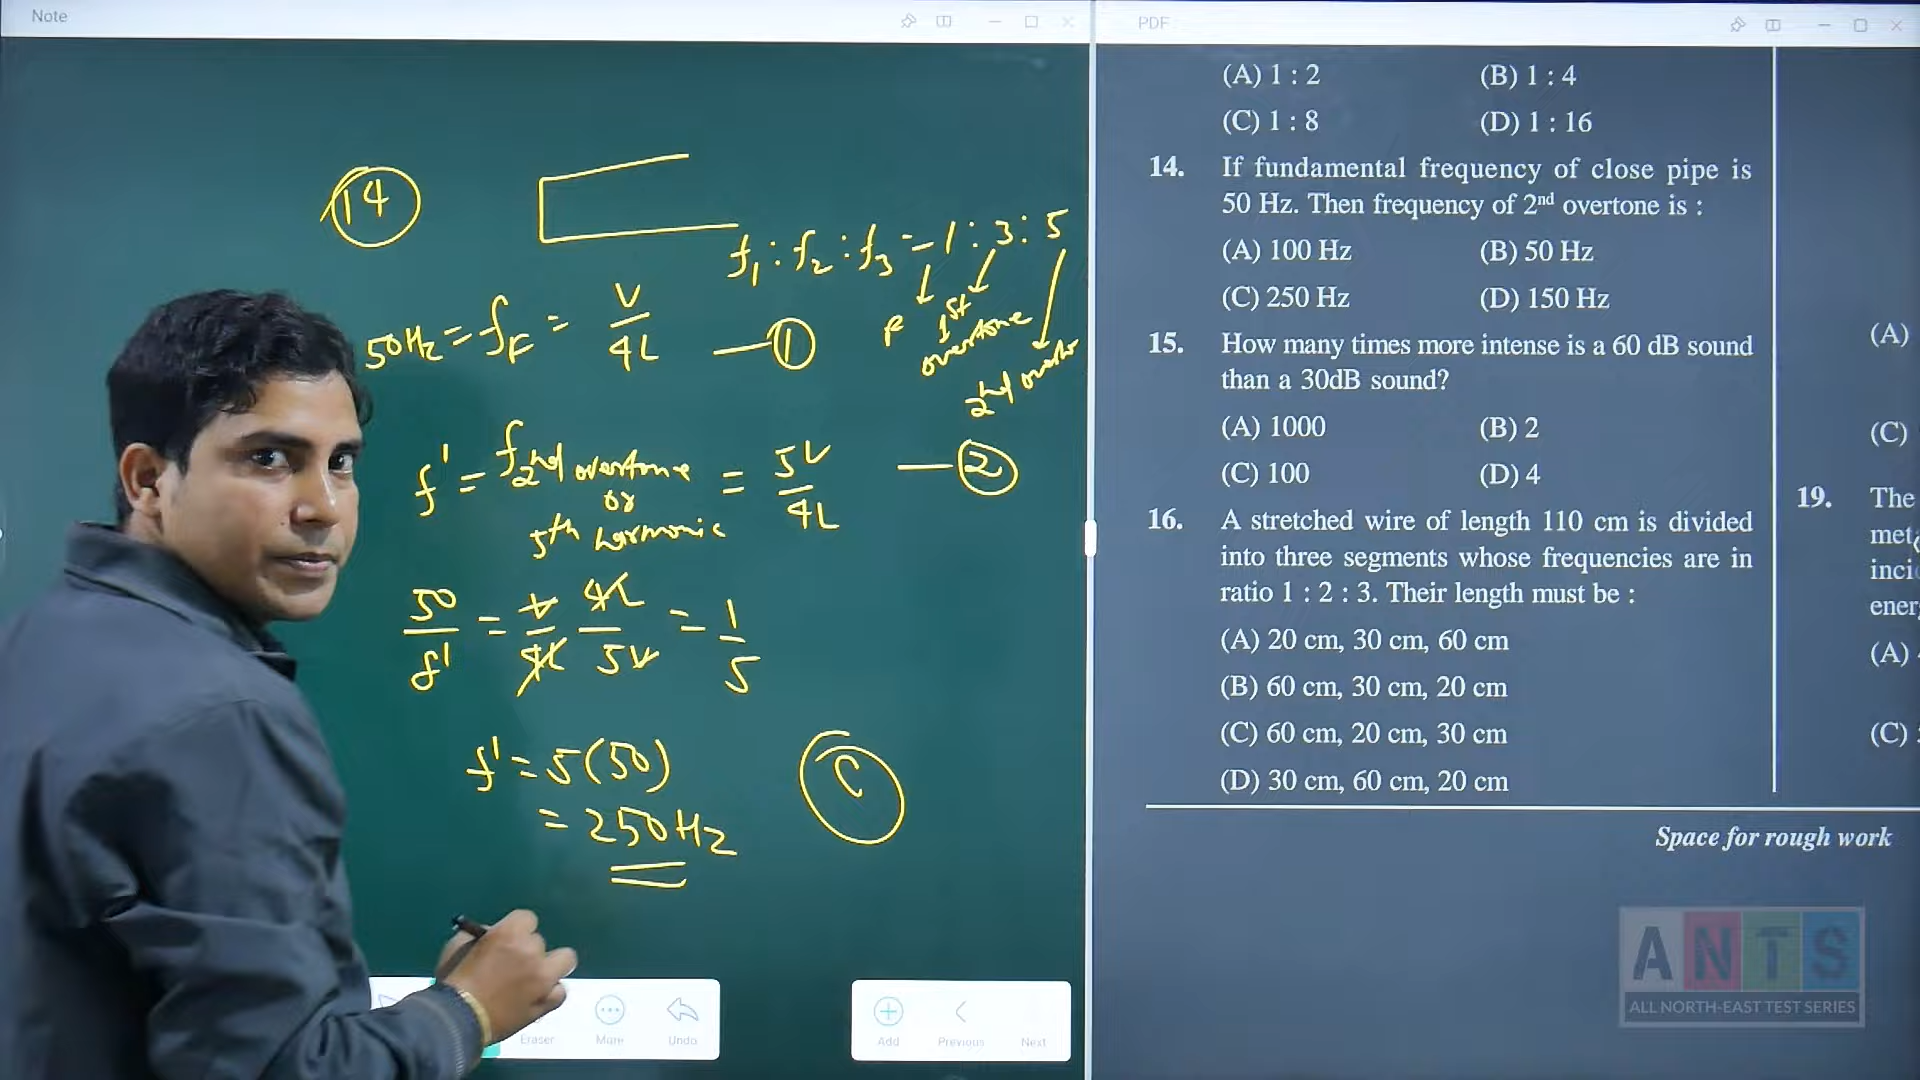 Note
PDF
14
f₁ : f₂ : f₃ = 1 : 3 : 5
F
1st overtone
2nd
50Hz = f_F = V/4L — 1
f' = f 2nd overtone = 5V/4L — 2
or
5th harmonic
50/f' = V/4L 4L/5V = 1/5
f' = 5(50)
= 250Hz
C
Eraser
More
Undo
Add
Previous
Next
(A) 1 : 2 (B) 1 : 4
(C) 1 : 8 (D) 1 : 16
14. If fundamental frequency of close pipe is
50 Hz. Then frequency of 2nd overtone is :
(A) 100 Hz (B) 50 Hz
(C) 250 Hz (D) 150 Hz
15. How many times more intense is a 60 dB sound
than a 30dB sound?
(A) 1000 (B) 2
(C) 100 (D) 4
16. A stretched wire of length 110 cm is divided
into three segments whose frequencies are in
ratio 1 : 2 : 3. Their length must be :
(A) 20 cm, 30 cm, 60 cm
(B) 60 cm, 30 cm, 20 cm
(C) 60 cm, 20 cm, 30 cm
(D) 30 cm, 60 cm, 20 cm
Space for rough work
(A)
(C)
19. The
(A)
(C)
ANTS
ALL NORTH-EAST TEST SERIES